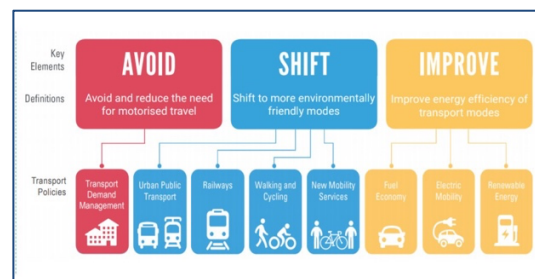 Key
Elements
AVOID
SHIFT
IMPROVE
Definitions
Avoid and reduce the need
for motorised travel
Shift to more environmentally
friendly modes
Improve energy efficiency of
transport modes
Transport
Policies
Transport
Demand
Management
Urban Public
Transport
Railways
Walking and
Cycling
New Mobility
Services
Fuel
Economy
Electric
Mobility
Renewable
Energy